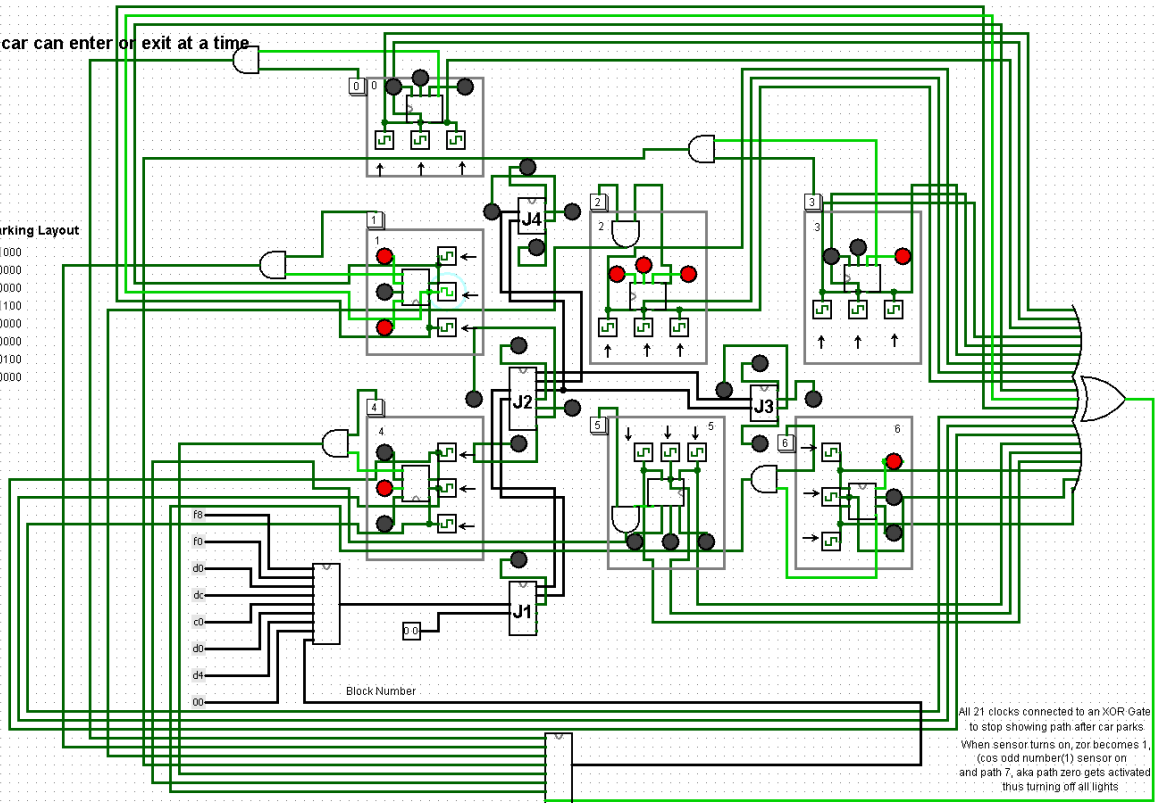 car can enter or exit at a time
0
0
J4
2
2
3
3
arking Layout
1000
0000
0000
1100
0000
0000
0100
0000
1
1
J2
J3
4
4
5
5
6
6
f8
f0
d0
dc
c0
d0
d4
00
J1
0 0
Block Number
All 21 clocks connected to an XOR Gate
to stop showing path after car parks
When sensor turns on, zor becomes 1,
(cos odd number(1) sensor on
and path 7, aka path zero gets activated
thus turning off all lights